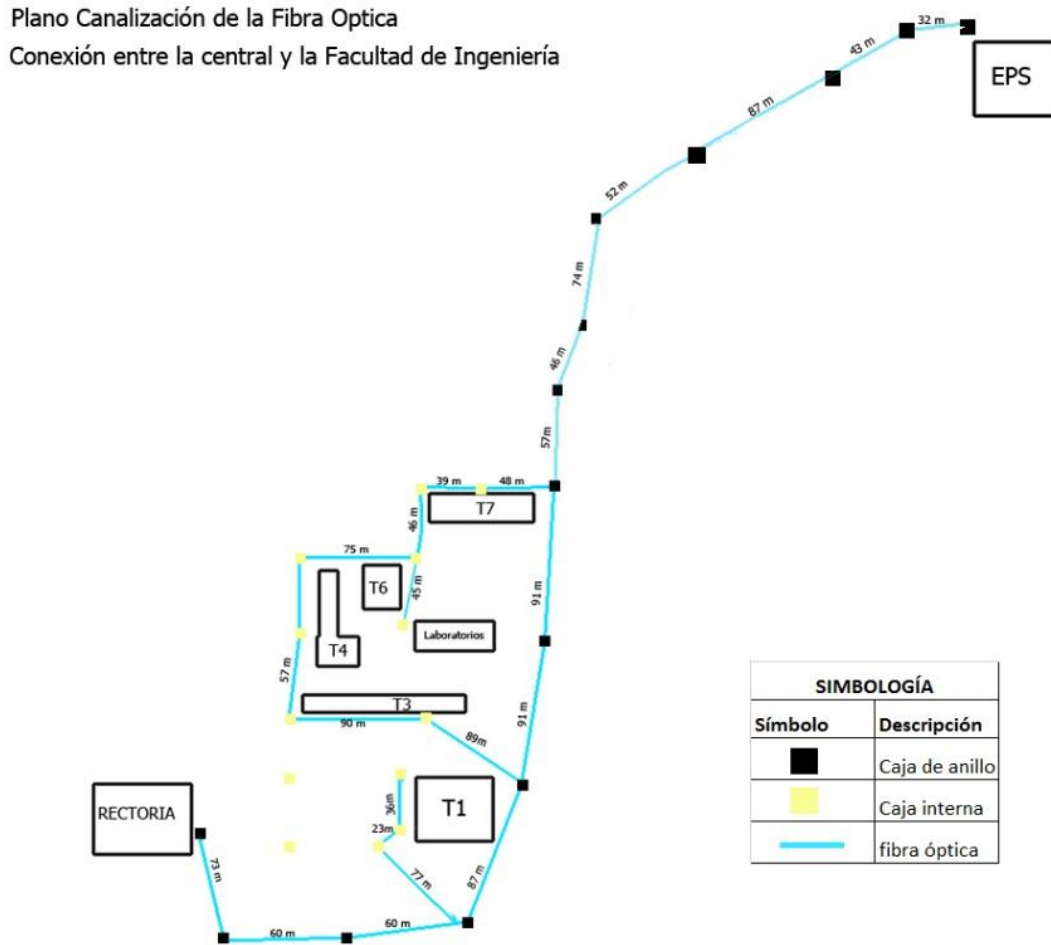 Plano Canalización de la Fibra Optica
Conexión entre la central y la Facultad de Ingeniería
32 m
43 m
EPS
87 m
52 m
74 m
46 m
57m
39 m
48 m
T7
46 m
75 m
T6
45 m
91 m
Laboratorios
T4
57 m
T3
90 m
91 m
89m
SIMBOLOGÍA
Símbolo Descripción
Caja de anillo
Caja interna
fibra óptica
RECTORIA
T1
36m
23m
73 m
77 m
87 m
60 m
60 m